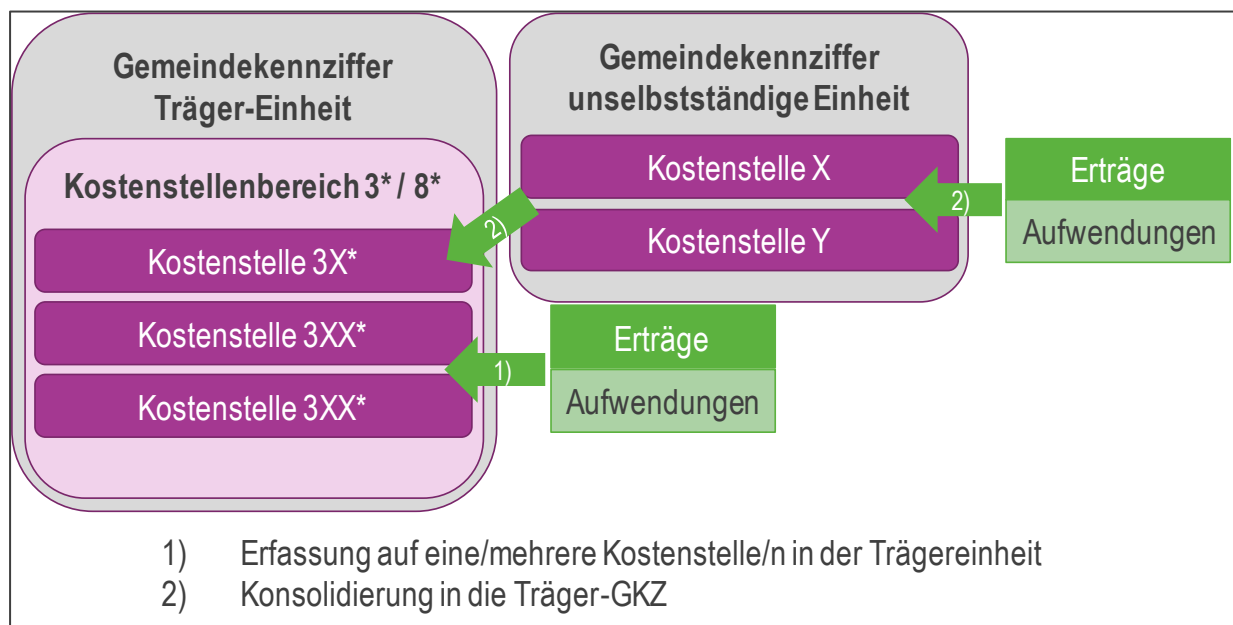 Gemeindekennziffer
Träger-Einheit
Kostenstellenbereich 3* / 8*
Kostenstelle 3X*
Kostenstelle 3XX*
Kostenstelle 3XX*
Gemeindekennziffer
unselbstständige Einheit
Kostenstelle X
Kostenstelle Y
2)
2)
Erträge
Aufwendungen
1)
Erträge
Aufwendungen
1) Erfassung auf eine/mehrere Kostenstelle/n in der Trägereinheit
2) Konsolidierung in die Träger-GKZ